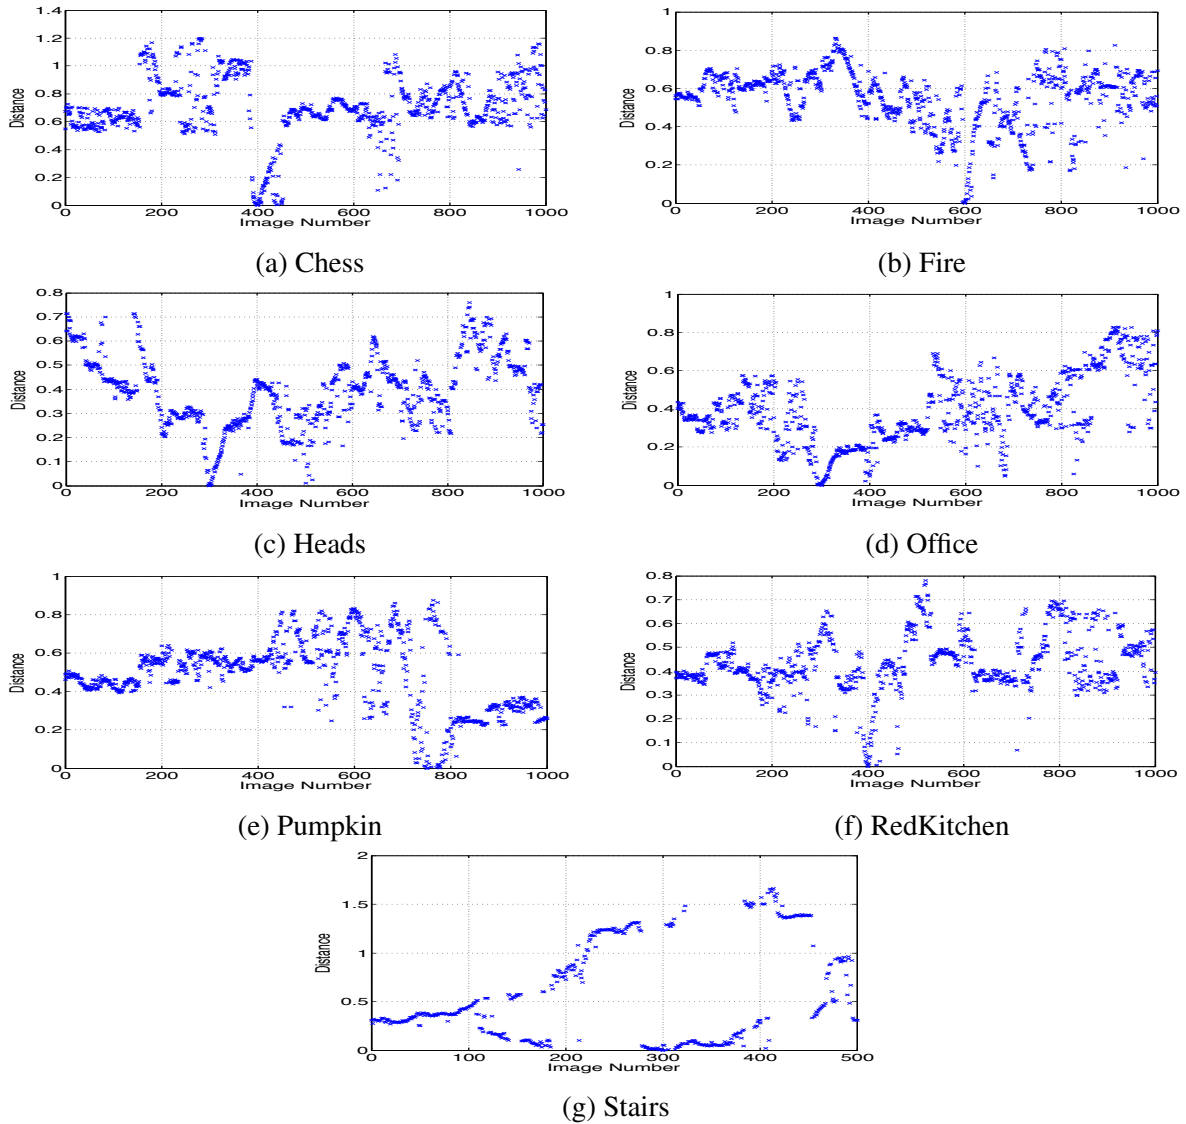 1.4
1.2
1
0.8
0.6
0.4
0.2
0
Distance
0 200 400 600 800 1000
Image Number
(a) Chess
1
0.8
0.6
0.4
0.2
0
Distance
0 200 400 600 800 1000
Image Number
(b) Fire
0.8
0.7
0.6
0.5
0.4
0.3
0.2
0.1
0
Distance
0 200 400 600 800 1000
Image Number
(c) Heads
1
0.8
0.6
0.4
0.2
0
Distance
0 200 400 600 800 1000
Image Number
(d) Office
1
0.8
0.6
0.4
0.2
0
Distance
0 200 400 600 800 1000
Image Number
(e) Pumpkin
0.8
0.7
0.6
0.5
0.4
0.3
0.2
0.1
0
Distance
0 200 400 600 800 1000
Image Number
(f) RedKitchen
2
1.5
1
0.5
0
Distance
0 100 200 300 400 500
Image Number
(g) Stairs